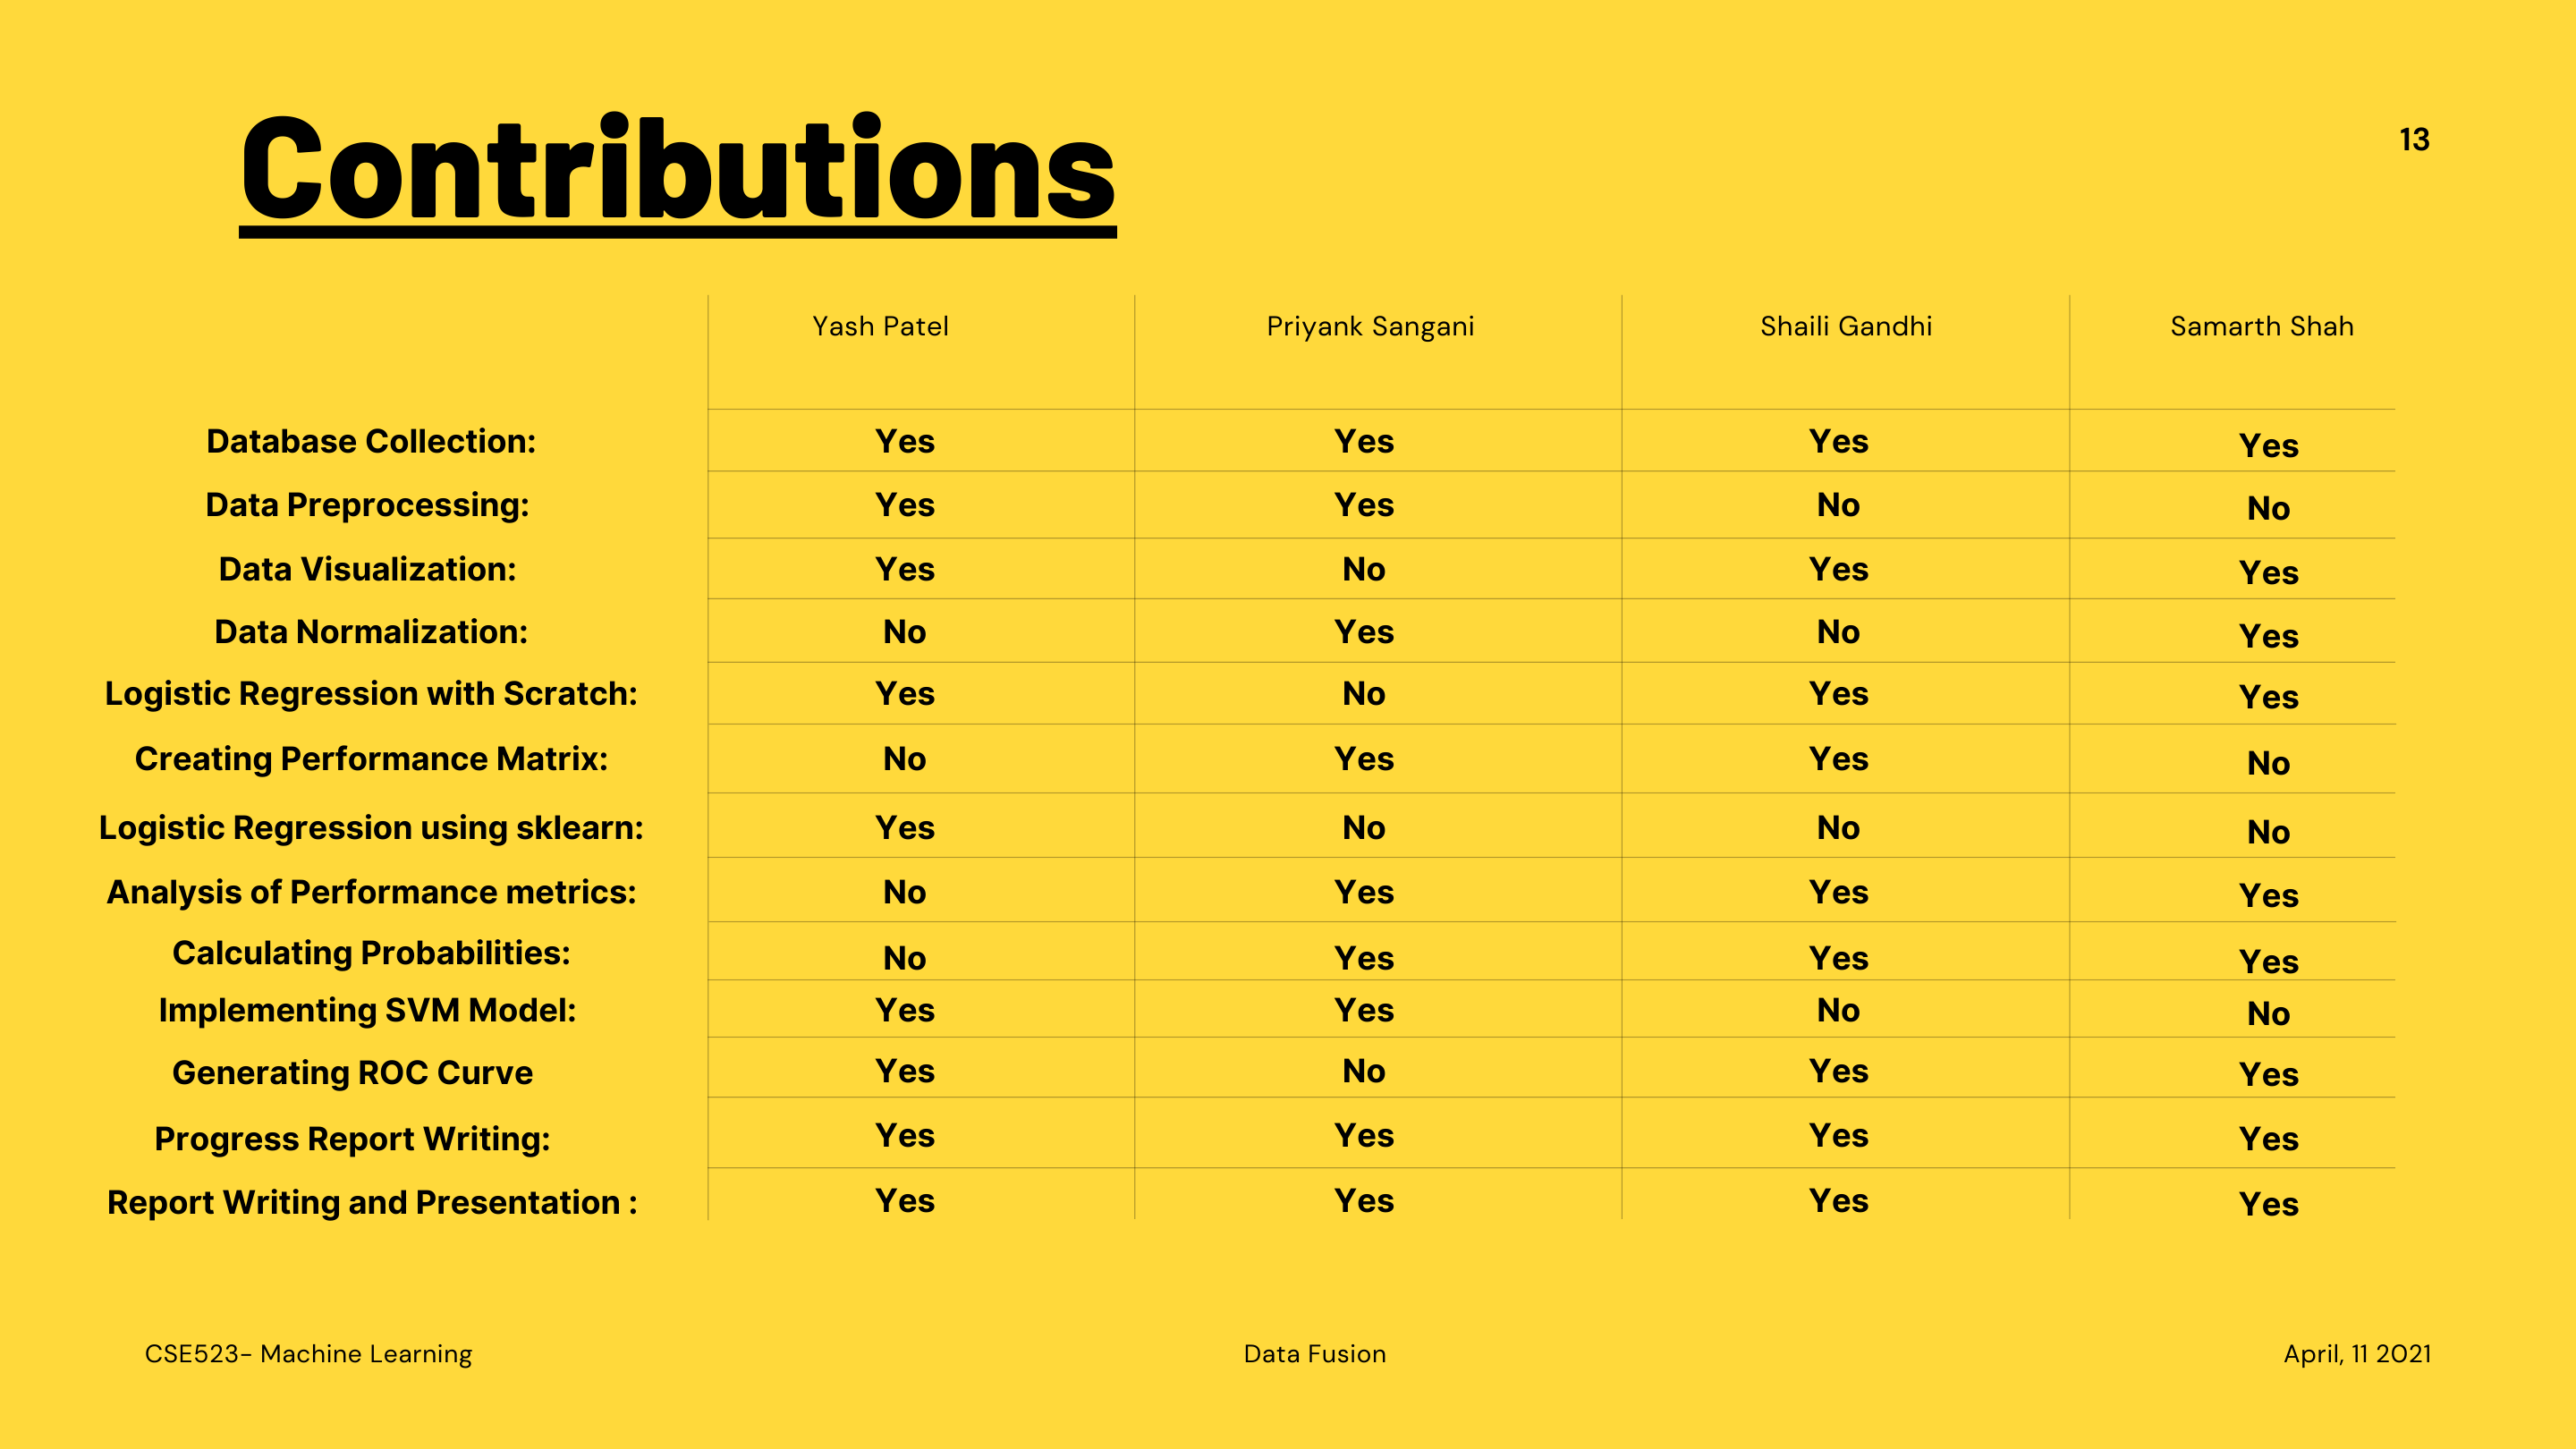 Contributions
13
Yash Patel Priyank Sangani Shaili Gandhi Samarth Shah
Database Collection: Yes Yes Yes Yes
Data Preprocessing: Yes Yes No No
Data Visualization: Yes No Yes Yes
Data Normalization: No Yes No Yes
Logistic Regression with Scratch: Yes No Yes Yes
Creating Performance Matrix: No Yes Yes No
Logistic Regression using sklearn: Yes No No No
Analysis of Performance metrics: No Yes Yes Yes
Calculating Probabilities: No Yes Yes Yes
Implementing SVM Model: Yes Yes No No
Generating ROC Curve Yes No Yes Yes
Progress Report Writing: Yes Yes Yes Yes
Report Writing and Presentation : Yes Yes Yes Yes
CSE523- Machine Learning Data Fusion April, 11 2021